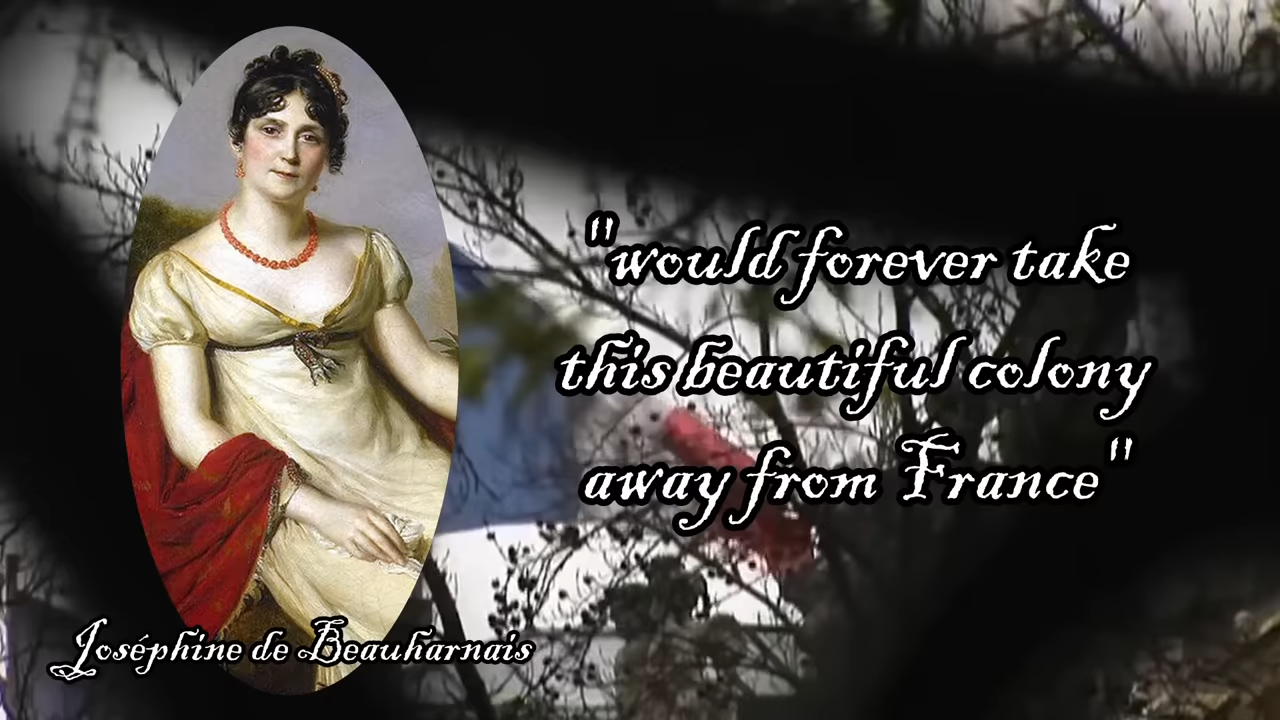 "would forever take
this beautiful colony
away from France"
Joséphine de Beauharnais